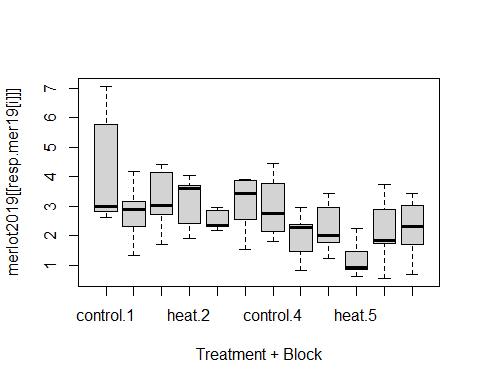 merlot2019[[resp.mer19[i]]]
7
6
5
4
3
2
1
control.1 heat.2 control.4 heat.5
Treatment + Block